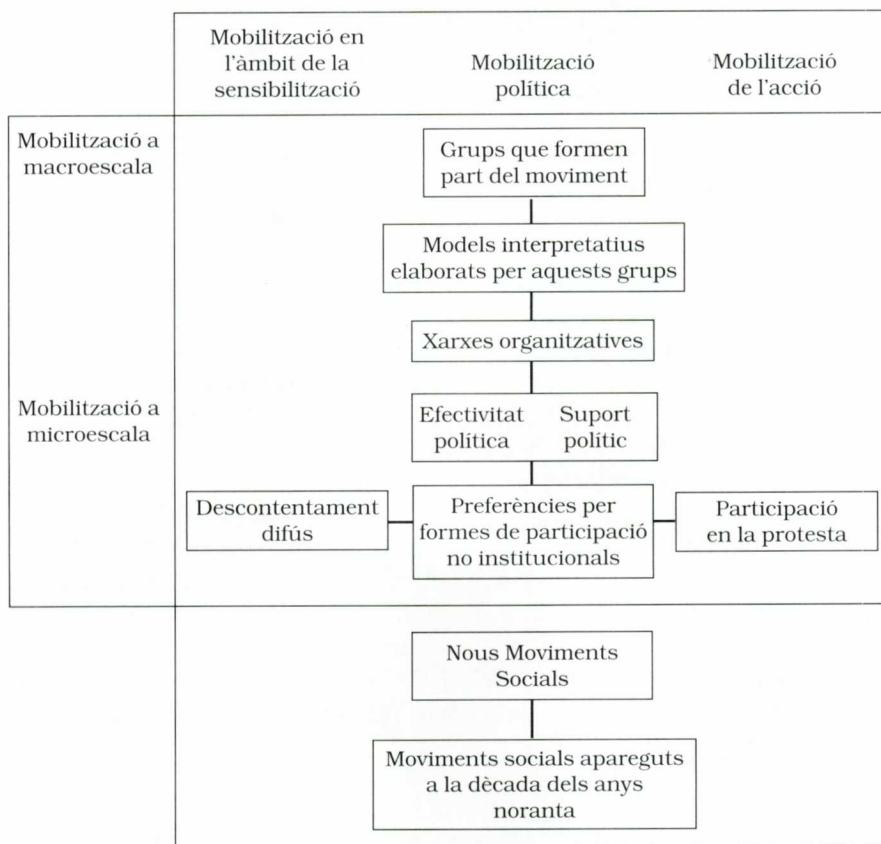 Mobilització en
l'àmbit de la
sensibilització
Mobilització
política
Mobilització
de l'acció
Mobilització a
macroescala
Grups que formen
part del moviment
Models interpretatius
elaborats per aquests grups
Xarxes organitzatives
Mobilització a
microescala
Efectivitat
política
Suport
polític
Descontentament
difús
Preferències per
formes de participació
no institucionals
Participació
en la protesta
Nous Moviments
Socials
Moviments socials apareguts
a la dècada dels anys
noranta